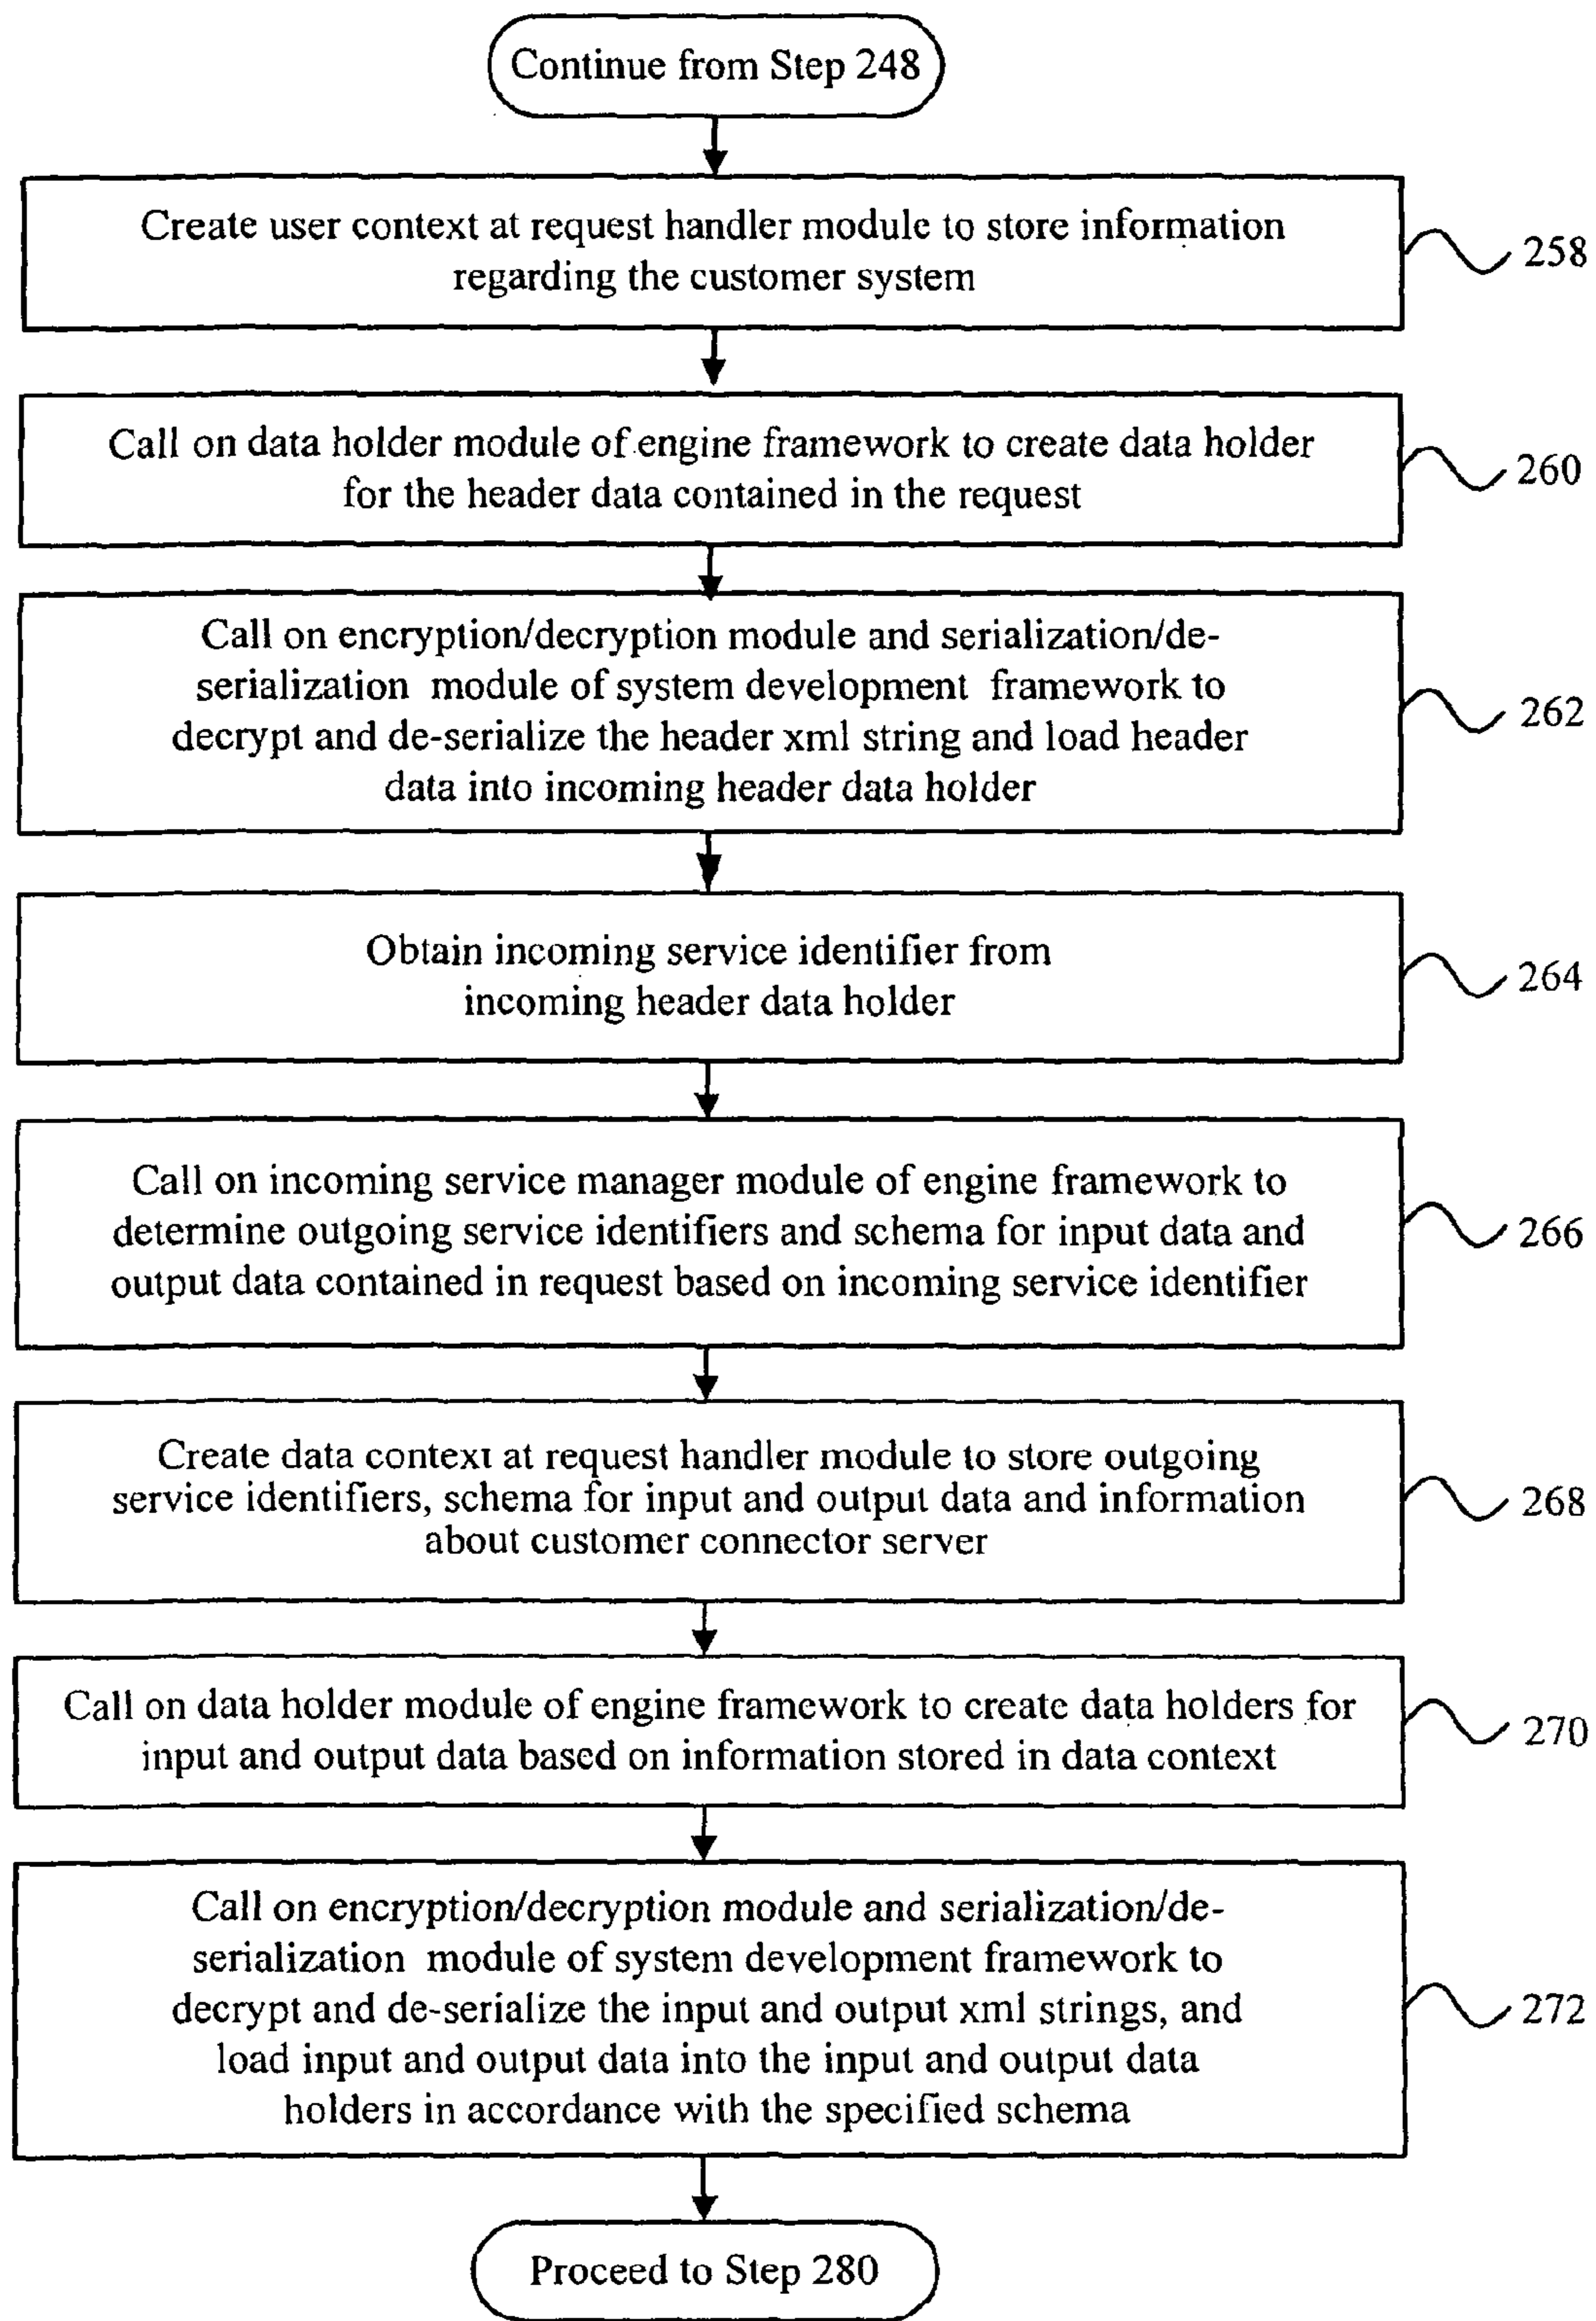 Continue from Step 248
Create user context at request handler module to store information
regarding the customer system
258
Call on data holder module of engine framework to create data holder
for the header data contained in the request
260
Call on encryption/decryption module and serialization/de-
serialization module of system development framework to
decrypt and de-serialize the header xml string and load header
data into incoming header data holder
262
Obtain incoming service identifier from
incoming header data holder
264
Call on incoming service manager module of engine framework to
determine outgoing service identifiers and schema for input data and
output data contained in request based on incoming service identifier
266
Create data context at request handler module to store outgoing
service identifiers, schema for input and output data and information
about customer connector server
268
Call on data holder module of engine framework to create data holders for
input and output data based on information stored in data context
270
Call on encryption/decryption module and serialization/de-
serialization module of system development framework to
decrypt and de-serialize the input and output xml strings, and
load input and output data into the input and output data
holders in accordance with the specified schema
272
Proceed to Step 280